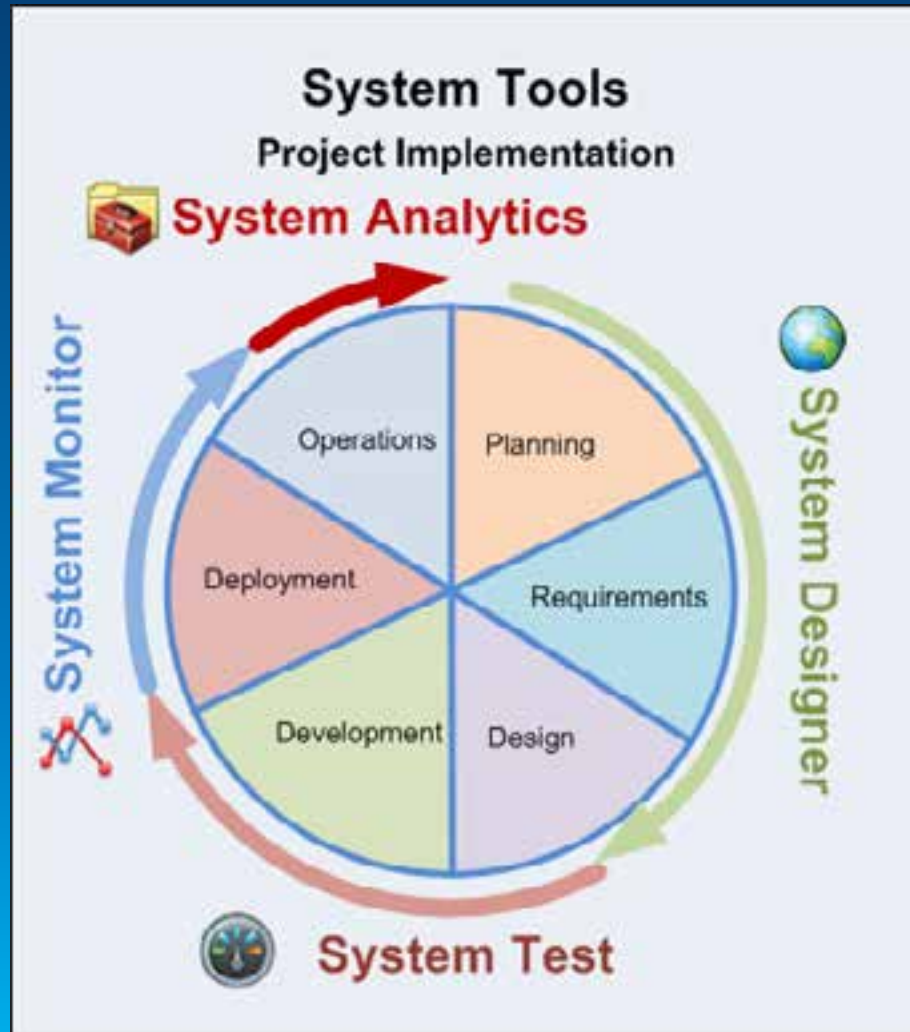 System Tools
Project Implementation
System Analytics
System Monitor
System Designer
Operations
Planning
Deployment
Requirements
Development
Design
System Test